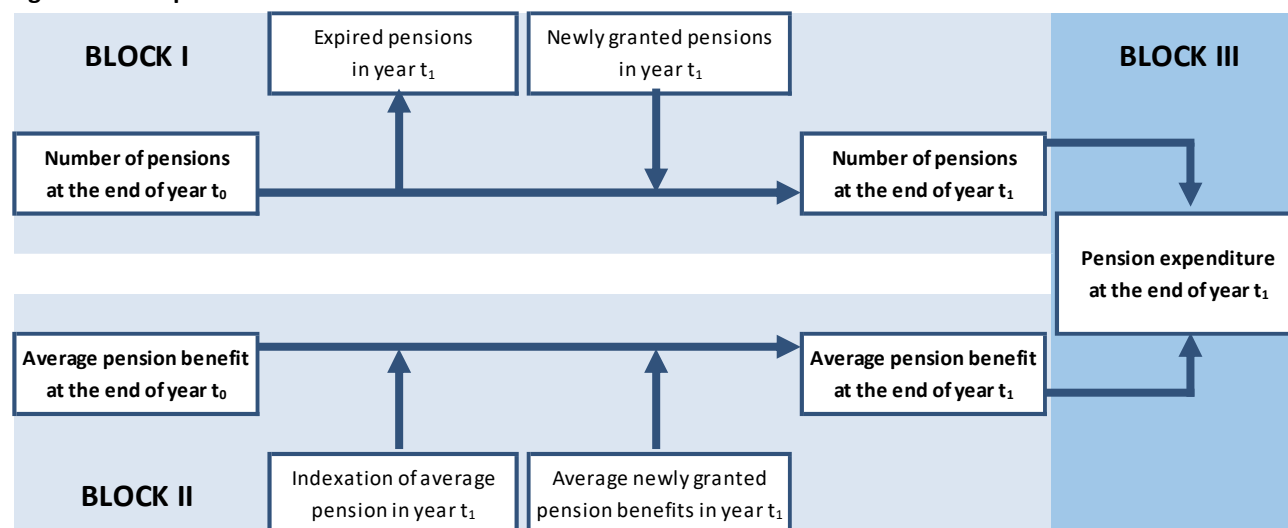 BLOCK I
Expired pensions
in year t₁
Newly granted pensions
in year t₁
BLOCK III
Number of pensions
at the end of year t₀
Number of pensions
at the end of year t₁
Pension expenditure
at the end of year t₁
Average pension benefit
at the end of year t₀
Average pension benefit
at the end of year t₁
BLOCK II
Indexation of average
pension in year t₁
Average newly granted
pension benefits in year t₁